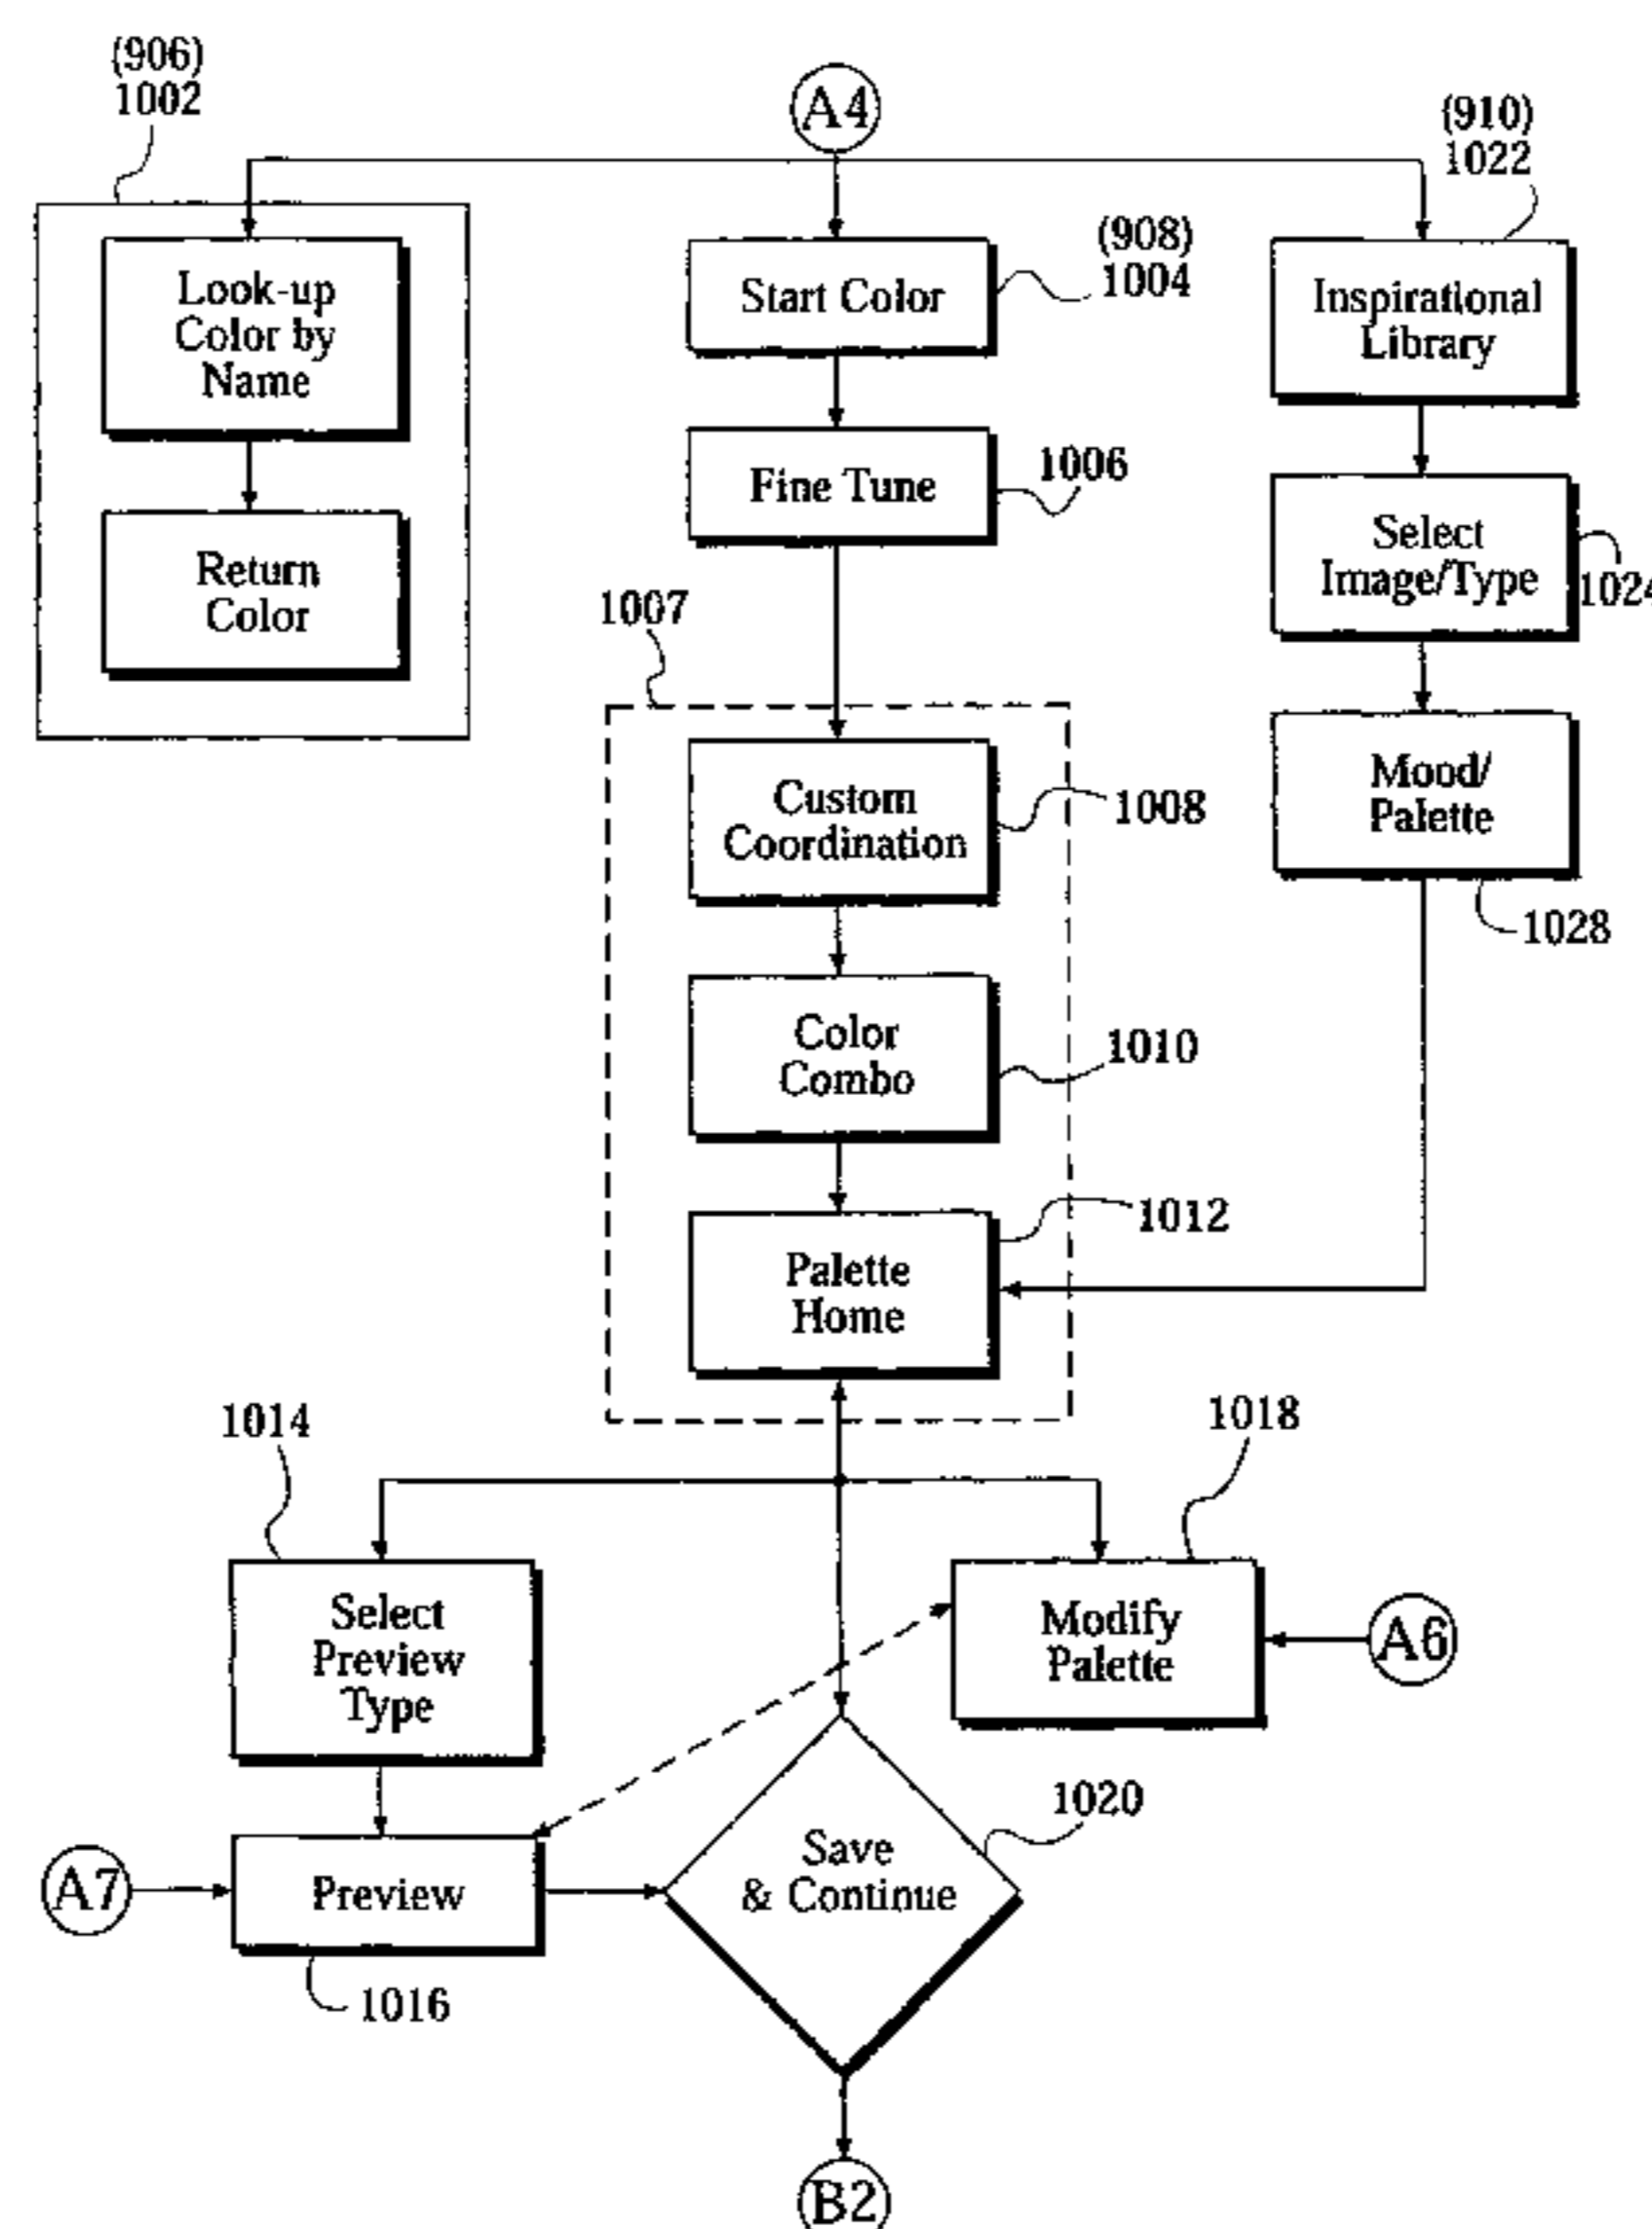 (906)
1002
A4
(910)
1022
Look-up
Color by
Name
Start Color
(908)
1004
Inspirational
Library
Fine Tune
1006
Select
Image/Type
1024
Return
Color
1007
Custom
Coordination
1008
Mood/
Palette
1028
Color
Combo
1010
Palette
Home
1012
1014
1018
Select
Preview
Type
Modify
Palette
A6
1020
A7
Preview
Save
& Continue
1016
B2